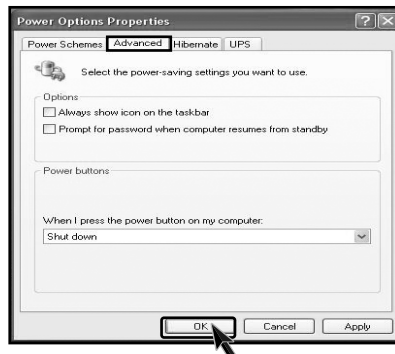 Power Options Properties
Power Schemes Advanced Hibernate UPS
Select the power-saving settings you want to use.
Options
Always show icon on the taskbar
Prompt for password when computer resumes from standby
Power buttons
When I press the power button on my computer:
Shut down
OK Cancel Apply